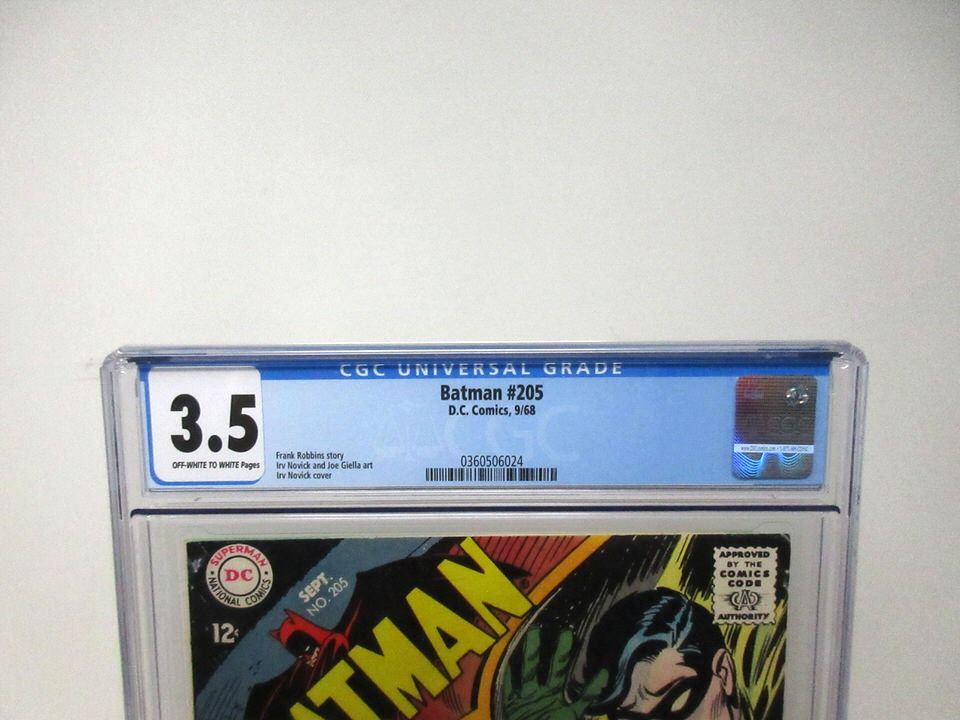 CGC UNIVERSAL GRADE
3.5
OFF-WHITE TO WHITE Pages
Batman #205
D.C. Comics, 9/68
Frank Robbins story
Irv Novick and Joe Giella art
Irv Novick cover
0360506024
CGC
SUPERMAN
DC
NATIONAL COMICS
12¢
SEPT.
NO. 205
BATMAN
APPROVED
BY THE
COMICS
CODE
AUTHORITY